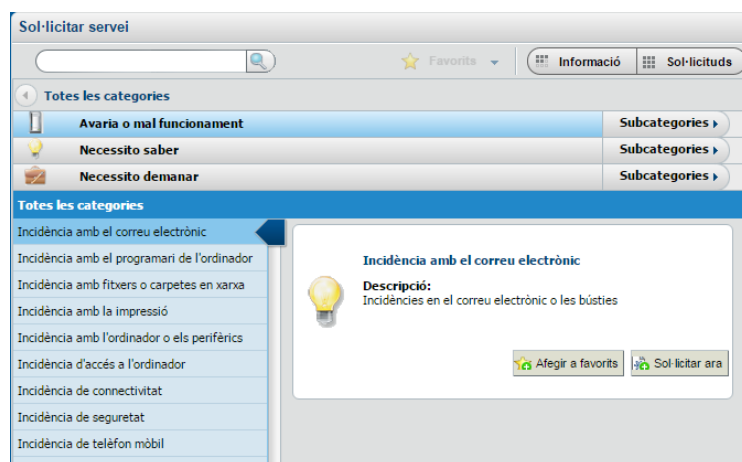 Sol·licitar servei
Favorits
Informació
Sol·licituds
Totes les categories
Avaria o mal funcionament
Subcategories
Necessito saber
Subcategories
Necessito demanar
Subcategories
Totes les categories
Incidència amb el correu electrònic
Incidència amb el programari de l'ordinador
Incidència amb fitxers o carpetes en xarxa
Incidència amb la impressió
Incidència amb l'ordinador o els perifèrics
Incidència d'accés a l'ordinador
Incidència de connectivitat
Incidència de seguretat
Incidència de telèfon mòbil
Incidència amb el correu electrònic
Descripció:
Incidències en el correu electrònic o les bústies
Afegir a favorits
Sol·licitar ara